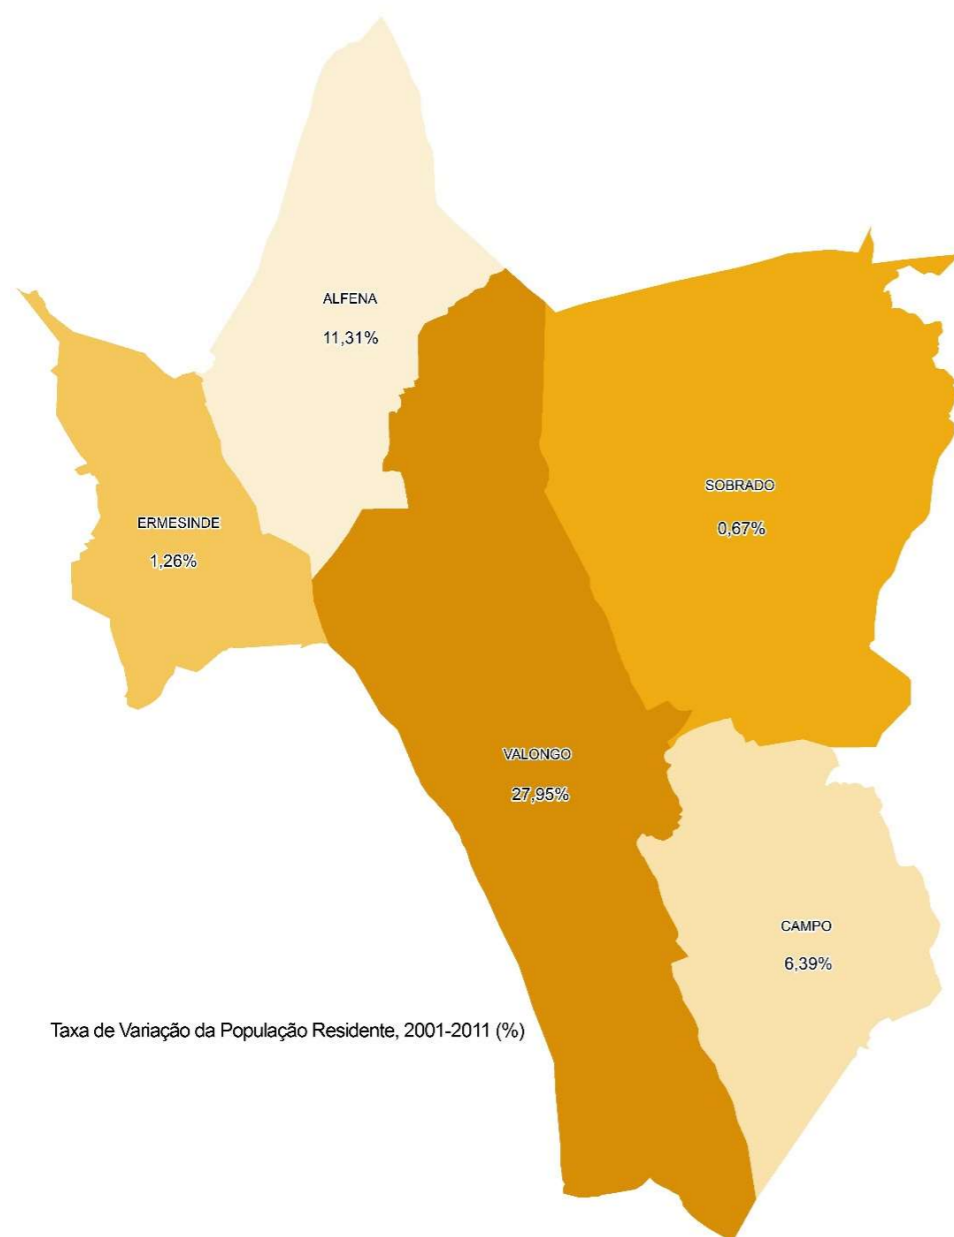 ALFENA
11,31%
SOBRADO
0,67%
ERMESINDE
1,26%
VALONGO
27,95%
CAMPO
6,39%
Taxa de Variação da População Residente, 2001-2011 (%)